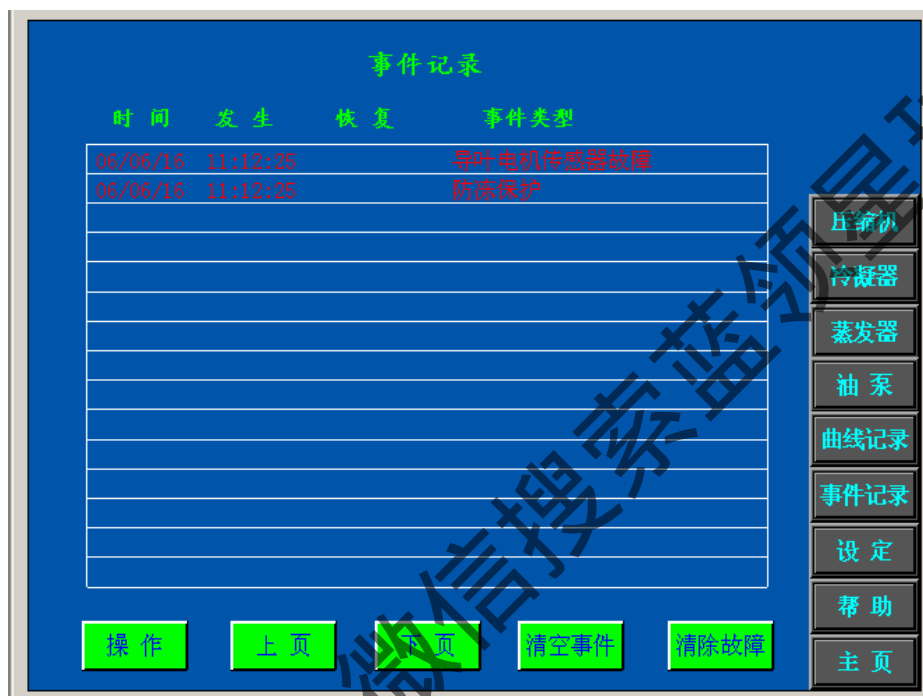 事件记录
时 间 发 生 恢 复 事件类型
06/06/16 11:12:25 导叶电机传感器故障
06/06/16 11:12:25 防冻保护
压缩机
冷凝器
蒸发器
油 泵
曲线记录
事件记录
设 定
帮 助
主 页
操 作 上 页 下 页 清空事件 清除故障
微信搜索蓝领星球